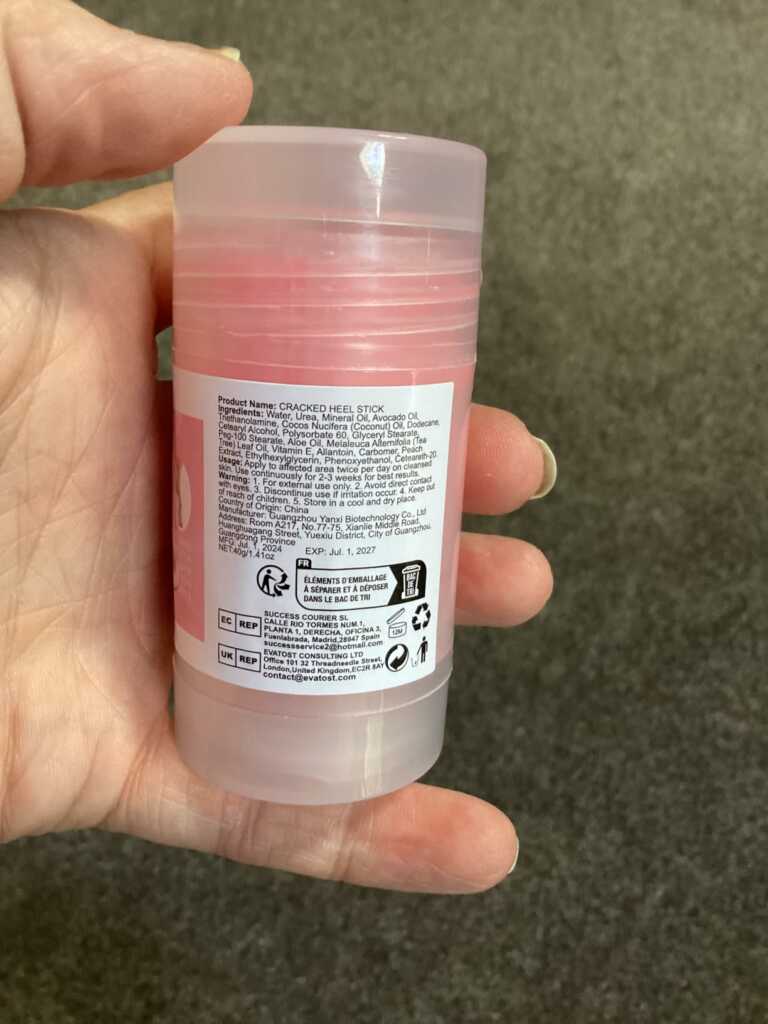 Product Name: CRACKED HEEL STICK
Ingredients: Water, Urea, Mineral Oil, Avocado Oil,
Triethanolamine, Cocos Nucifera (Coconut) Oil, Dodecane,
Cetearyl Alcohol, Polysorbate 60, Glyceryl Stearate,
Peg-100 Stearate, Aloe Oil, Melaleuca Alternifolia (Tea
Tree) Leaf Oil, Vitamin E, Allantoin, Carbomer, Peach
Extract, Ethylhexylglycerin, Phenoxyethanol, Ceteareth-20.
Usage: Apply to affected area twice per day on cleansed
skin. Use continuously for 2-3 weeks for best results.
Warning: 1. For external use only. 2. Avoid direct contact
with eyes. 3. Discontinue use if irritation occur. 4. Keep out
of reach of children. 5. Store in a cool and dry place.
Country of Origin: China
Manufacturer: Guangzhou Yanxi Biotechnology Co., Ltd
Address: Room A217, No.77-75, Xianlie Middle Road,
Huanghuagang Street, Yuexiu District, City of Guangzhou,
Guangdong Province
MFG: Jul. 1, 2024 EXP: Jul. 1, 2027
NET:40g/1.41oz
FR
ÉLÉMENTS D'EMBALLAGE
À SÉPARER ET À DÉPOSER
DANS LE BAC DE TRI
BAC
DE
TRI
EC REP
SUCCESS COURIER SL
CALLE RIO TORMES NUM.1,
PLANTA 1, DERECHA, OFICINA 3,
Fuenlabrada, Madrid,28947 Spain
successservice2@hotmail.com
12M
UK REP
EVATOST CONSULTING LTD
Office 101 32 Threadneedle Street,
London,United Kingdom,EC2R 8AY
contact@evatost.com